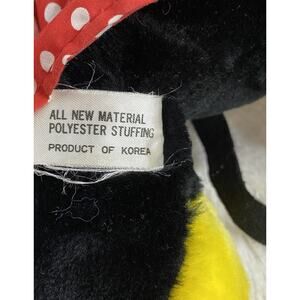 ALL NEW MATERIAL
POLYESTER STUFFING
PRODUCT OF KOREA